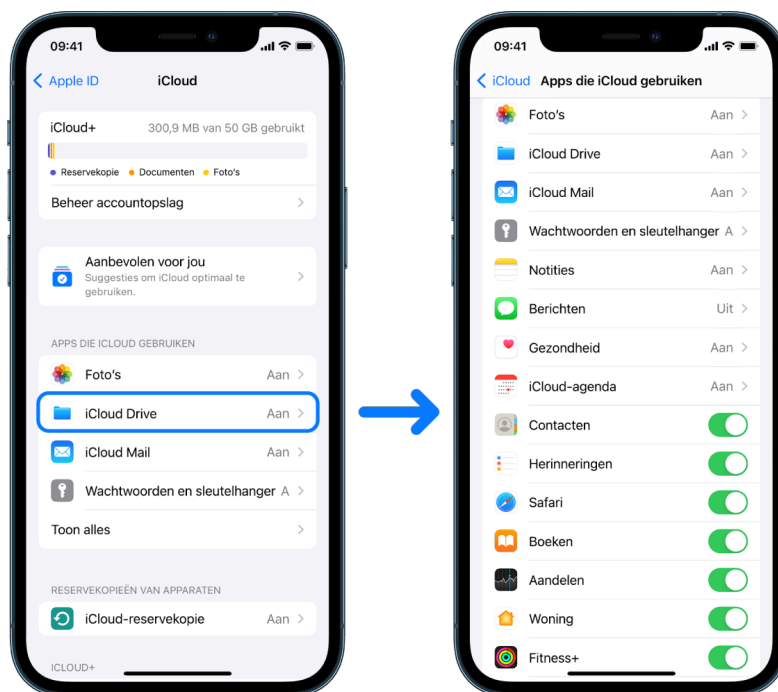 09:41
Apple ID
iCloud
iCloud+
300,9 MB van 50 GB gebruikt
Reservekopie
Documenten
Foto's
Beheer accountopslag
Aanbevolen voor jou
Suggesties om iCloud optimaal te
gebruiken.
APPS DIE ICLOUD GEBRUIKEN
Foto's
Aan
iCloud Drive
Aan
iCloud Mail
Aan
Wachtwoorden en sleutelhanger
A
Toon alles
RESERVEKOPIEËN VAN APPARATEN
iCloud-reservekopie
Aan
ICLOUD+
09:41
iCloud
Apps die iCloud gebruiken
Foto's
Aan
iCloud Drive
Aan
iCloud Mail
Aan
Wachtwoorden en sleutelhanger
A
Notities
Aan
Berichten
Uit
Gezondheid
Aan
iCloud-agenda
Aan
Contacten
Herinneringen
Safari
Boeken
Aandelen
Woning
Fitness+